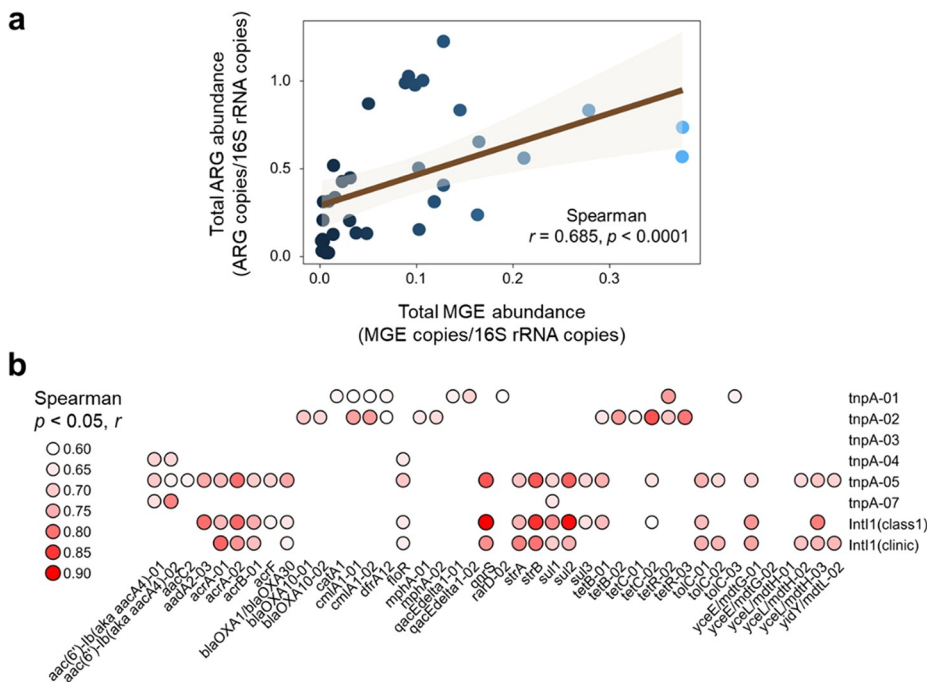 a
Total ARG abundance
(ARG copies/16S rRNA copies)
1.0
0.5
0.0
Spearman
r = 0.685, p < 0.0001
0.0 0.1 0.2 0.3
Total MGE abundance
(MGE copies/16S rRNA copies)
b
Spearman
p < 0.05, r
0.60
0.65
0.70
0.75
0.80
0.85
0.90
tnpA-01
tnpA-02
tnpA-03
tnpA-04
tnpA-05
tnpA-07
Intl1(class1)
Intl1(clinic)
aac(6')-Ib(aka aacA4)-01
aac(6')-Ib(aka aacA4)-02
aacC2
aadA2-03
acrA-01
acrA-02
acrB-01
acrF
blaOXA1/blaOXA30
blaOXA10-01
blaOXA10-02
catA1
cmlA1-01
cmlA1-02
dfrA12
floR
mphA-01
mphA-02
qacEdelta1-01
qacEdelta1-02
qnrS
rarD-02
strA
strB
sul1
sul2
sul3
tetB-01
tetB-02
tetC-01
tetC-02
tetR-02
tetR-03
tolC-01
tolC-02
tolC-03
yceE/mdtG-01
yceE/mdtG-02
yceL/mdtH-01
yceL/mdtH-02
yceL/mdtH-03
yidY/mdtL-02